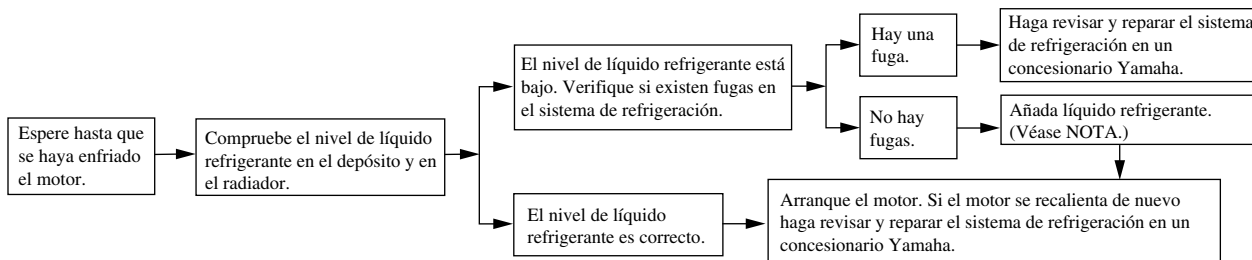 Espere hasta que
se haya enfriado
el motor.
Compruebe el nivel de líquido
refrigerante en el depósito y en
el radiador.
El nivel de líquido refrigerante está
bajo. Verifique si existen fugas en
el sistema de refrigeración.
Hay una
fuga.
Haga revisar y reparar el sistema
de refrigeración en un
concesionario Yamaha.
No hay
fugas.
Añada líquido refrigerante.
(Véase NOTA.)
El nivel de líquido
refrigerante es correcto.
Arranque el motor. Si el motor se recalienta de nuevo
haga revisar y reparar el sistema de refrigeración en un
concesionario Yamaha.